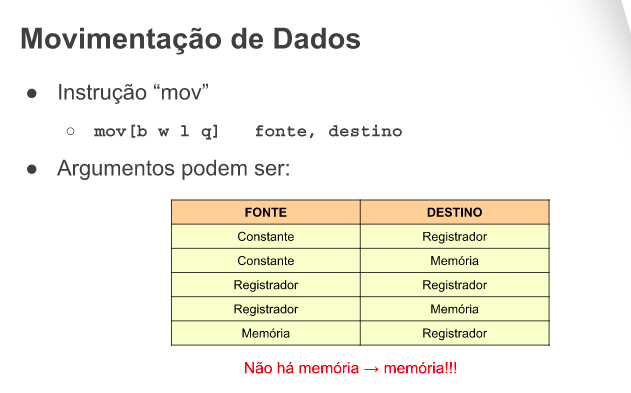 Movimentação de Dados
● Instrução “mov”
○ mov[b w l q] fonte, destino
● Argumentos podem ser:
FONTE DESTINO
Constante Registrador
Constante Memória
Registrador Registrador
Registrador Memória
Memória Registrador
Não há memória → memória!!!